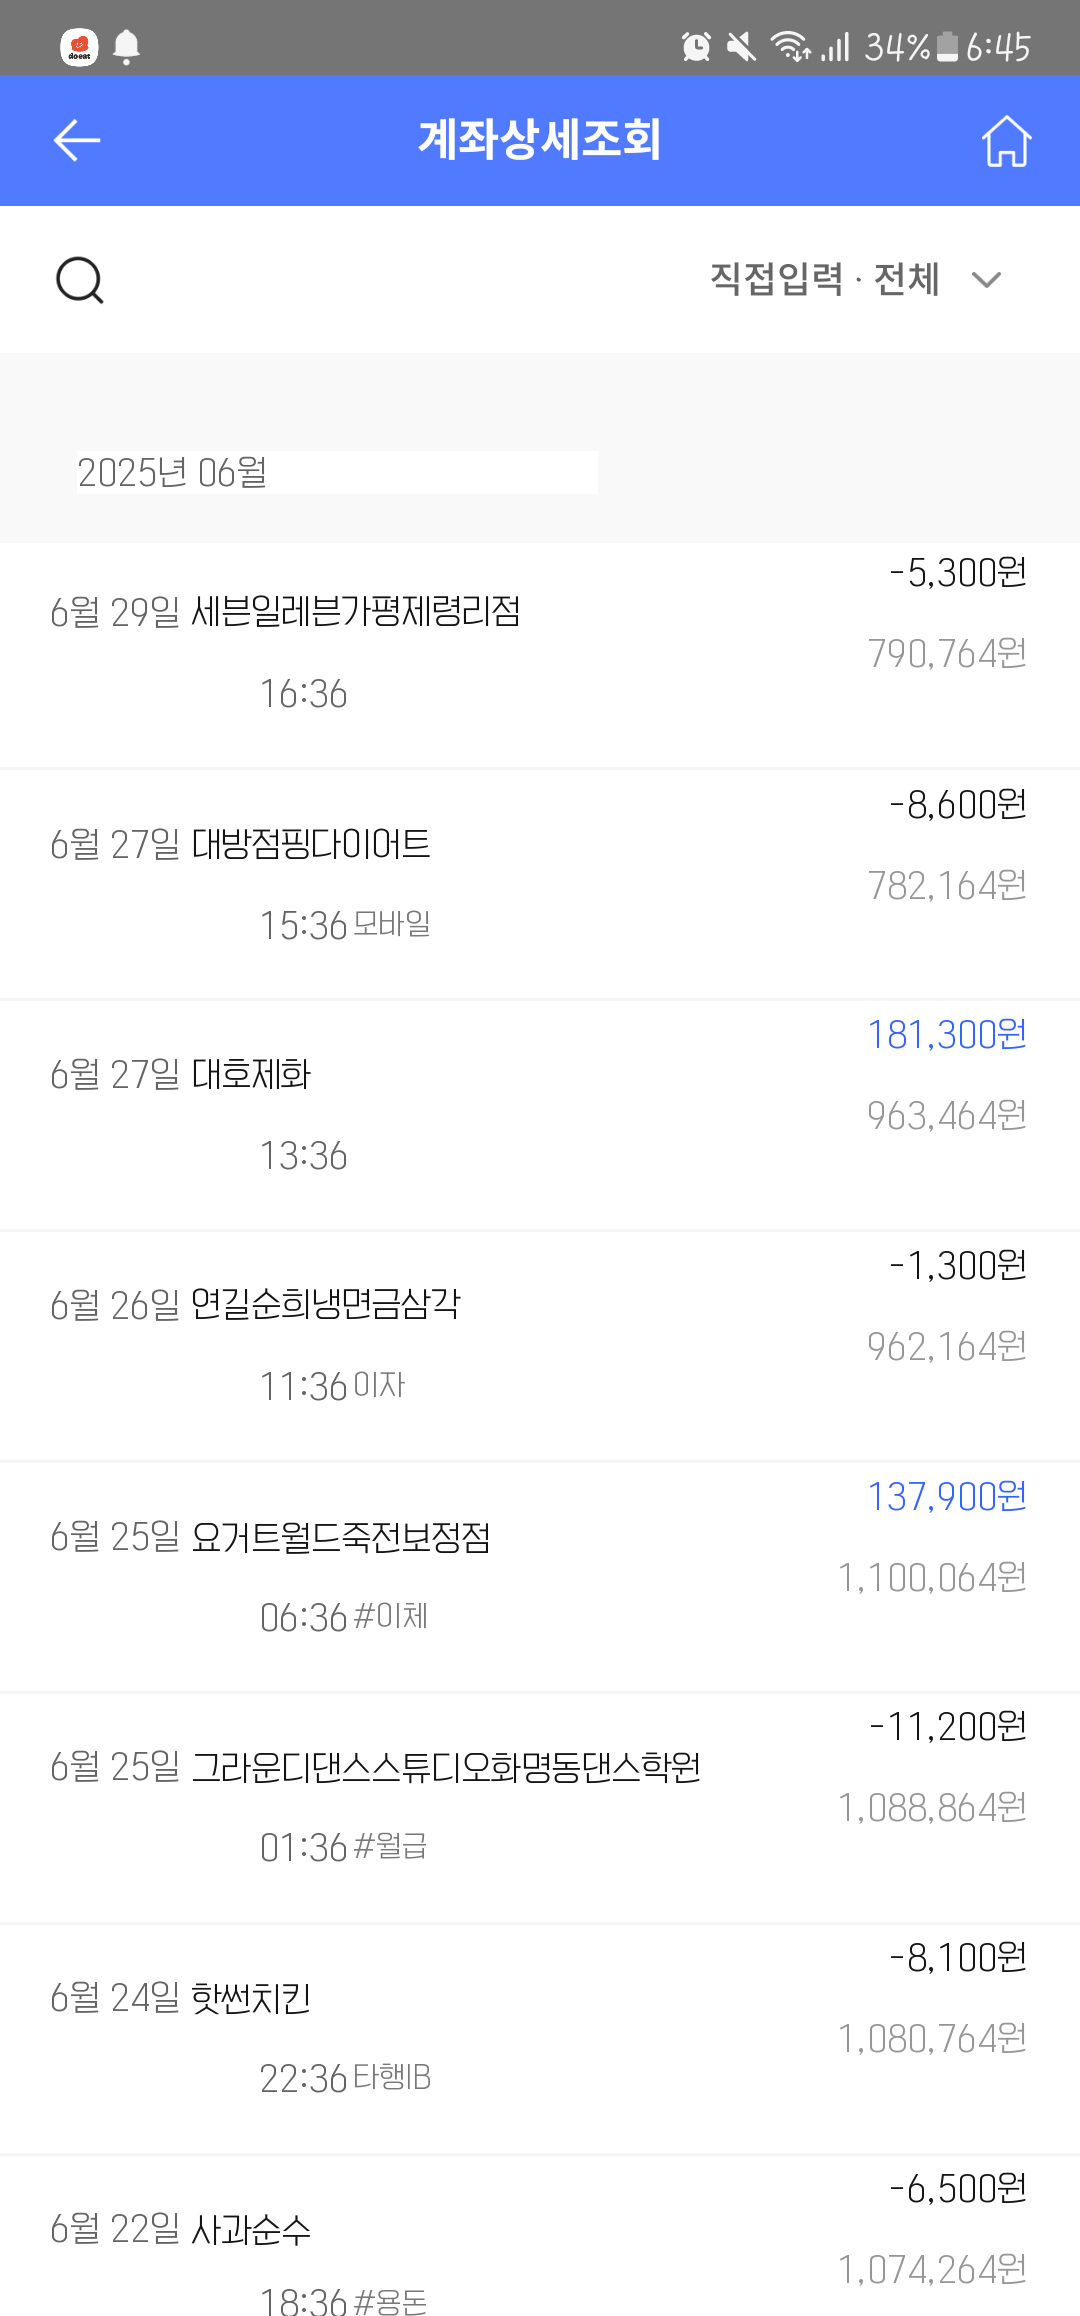 doeat 34% 6:45
계좌상세조회
직접입력 · 전체
2025년 06월
-5,300원
6월 29일 세븐일레븐가평제령리점
790,764원
16:36
-8,600원
6월 27일 대방점핑다이어트
782,164원
15:36 모바일
181,300원
6월 27일 대호제화
963,464원
13:36
-1,300원
6월 26일 연길순희냉면금삼각
962,164원
11:36 이자
137,900원
6월 25일 요거트월드죽전보정점
1,100,064원
06:36 #이체
-11,200원
6월 25일 그라운디댄스스튜디오화명동댄스학원
1,088,864원
01:36 #월급
-8,100원
6월 24일 핫썬치킨
1,080,764원
22:36 타행IB
-6,500원
6월 22일 사과순수
1,074,264원
18:36 #용돈